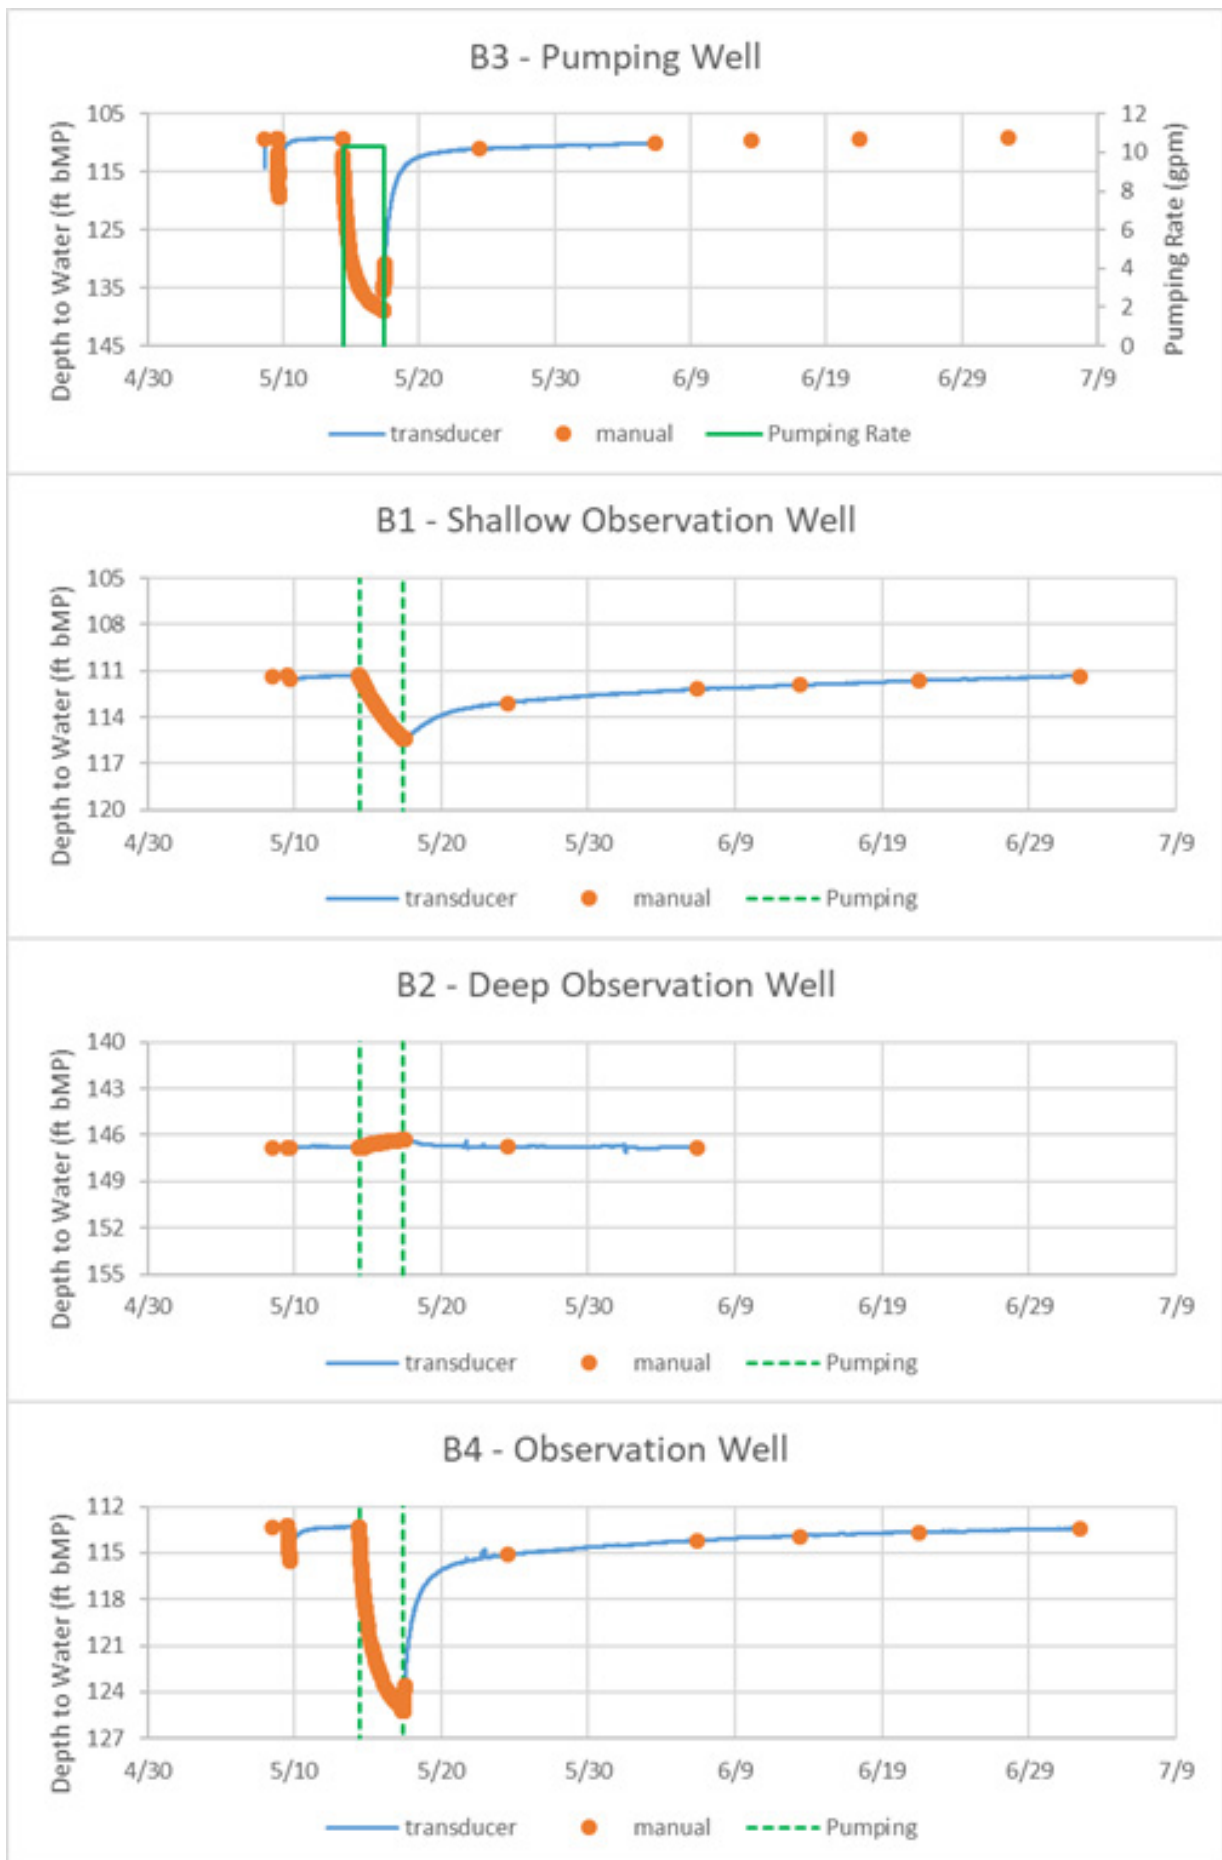 B3 - Pumping Well
Depth to Water (ft bMP)
105
115
125
135
145
12
10
8
6
4
2
0
Pumping Rate (gpm)
4/30 5/10 5/20 5/30 6/9 6/19 6/29 7/9
transducer manual Pumping Rate
B1 - Shallow Observation Well
Depth to Water (ft bMP)
105
108
111
114
117
120
4/30 5/10 5/20 5/30 6/9 6/19 6/29 7/9
transducer manual Pumping
B2 - Deep Observation Well
Depth to Water (ft bMP)
140
143
146
149
152
155
4/30 5/10 5/20 5/30 6/9 6/19 6/29 7/9
transducer manual Pumping
B4 - Observation Well
Depth to Water (ft bMP)
112
115
118
121
124
127
4/30 5/10 5/20 5/30 6/9 6/19 6/29 7/9
transducer manual Pumping